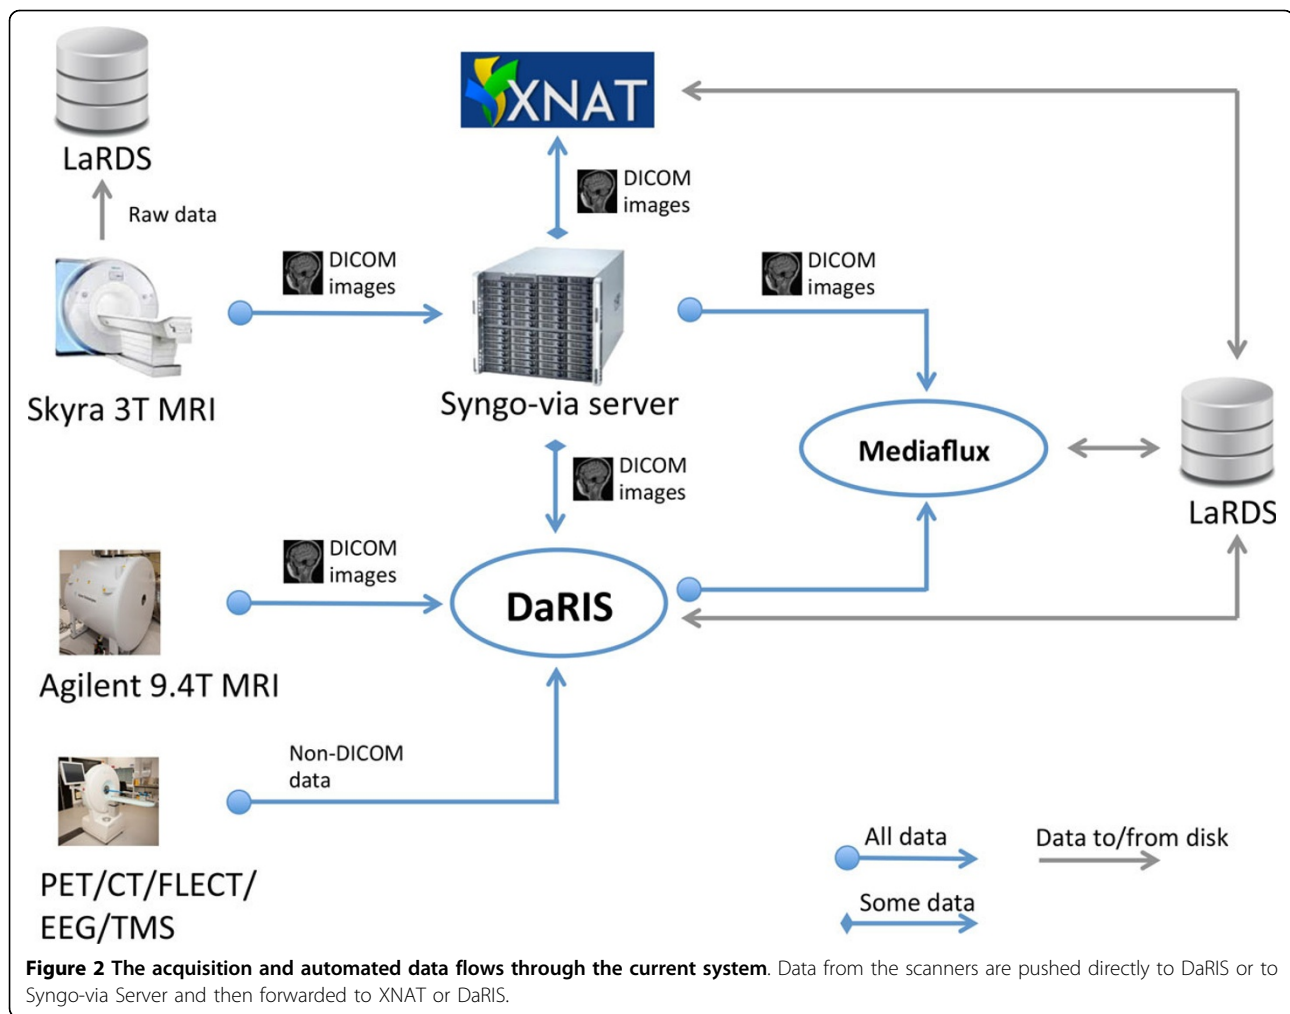 XNAT
LaRDS
DICOM
images
Raw data
DICOM
images
DICOM
images
Skyra 3T MRI
Syngo-via server
Mediaflux
DICOM
images
LaRDS
DICOM
images
DaRIS
Agilent 9.4T MRI
Non-DICOM
data
All data
Data to/from disk
PET/CT/FLECT/
EEG/TMS
Some data
Figure 2 The acquisition and automated data flows through the current system. Data from the scanners are pushed directly to DaRIS or to
Syngo-via Server and then forwarded to XNAT or DaRIS.